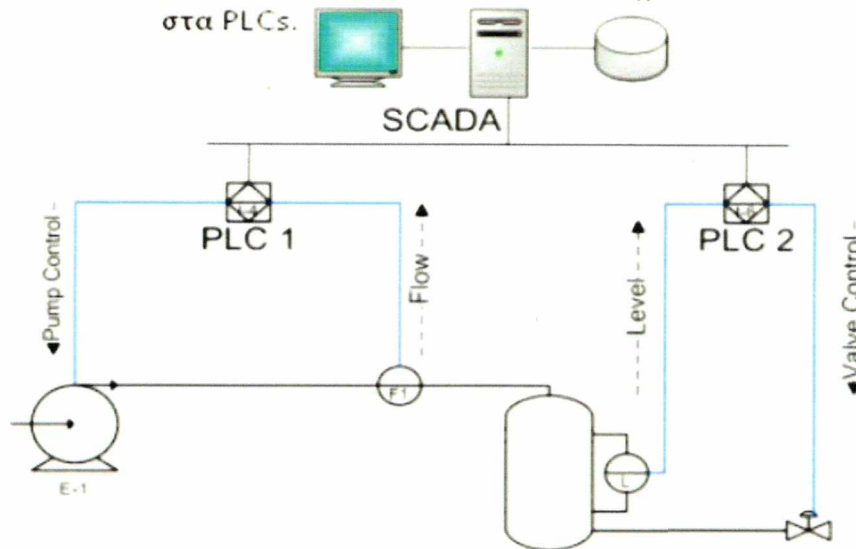 στα PLCs.
SCADA
PLC 1
PLC 2
Pump Control
Flow
Level
Valve Control
F1
L
E-1